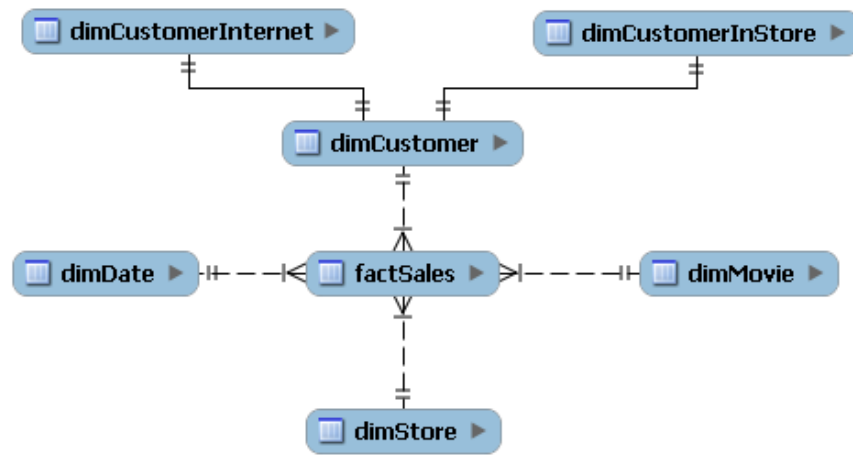 dimCustomerInternet
dimCustomerInStore
dimCustomer
dimDate
factSales
dimMovie
dimStore